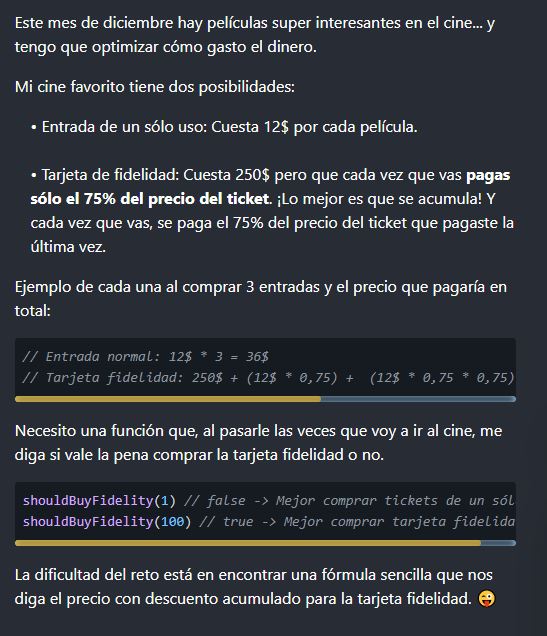 Este mes de diciembre hay películas super interesantes en el cine... y
tengo que optimizar cómo gasto el dinero.
Mi cine favorito tiene dos posibilidades:
• Entrada de un sólo uso: Cuesta 12$ por cada película.
• Tarjeta de fidelidad: Cuesta 250$ pero que cada vez que vas pagas
sólo el 75% del precio del ticket. ¡Lo mejor es que se acumula! Y
cada vez que vas, se paga el 75% del precio del ticket que pagaste la
última vez.
Ejemplo de cada una al comprar 3 entradas y el precio que pagaría en
total:
// Entrada normal: 12$ * 3 = 36$
// Tarjeta fidelidad: 250$ + (12$ * 0,75) +  (12$ * 0,75 * 0,75)
Necesito una función que, al pasarle las veces que voy a ir al cine, me
diga si vale la pena comprar la tarjeta fidelidad o no.
shouldBuyFidelity(1) // false -> Mejor comprar tickets de un sól
shouldBuyFidelity(100) // true -> Mejor comprar tarjeta fidelida
La dificultad del reto está en encontrar una fórmula sencilla que nos
diga el precio con descuento acumulado para la tarjeta fidelidad. 😜